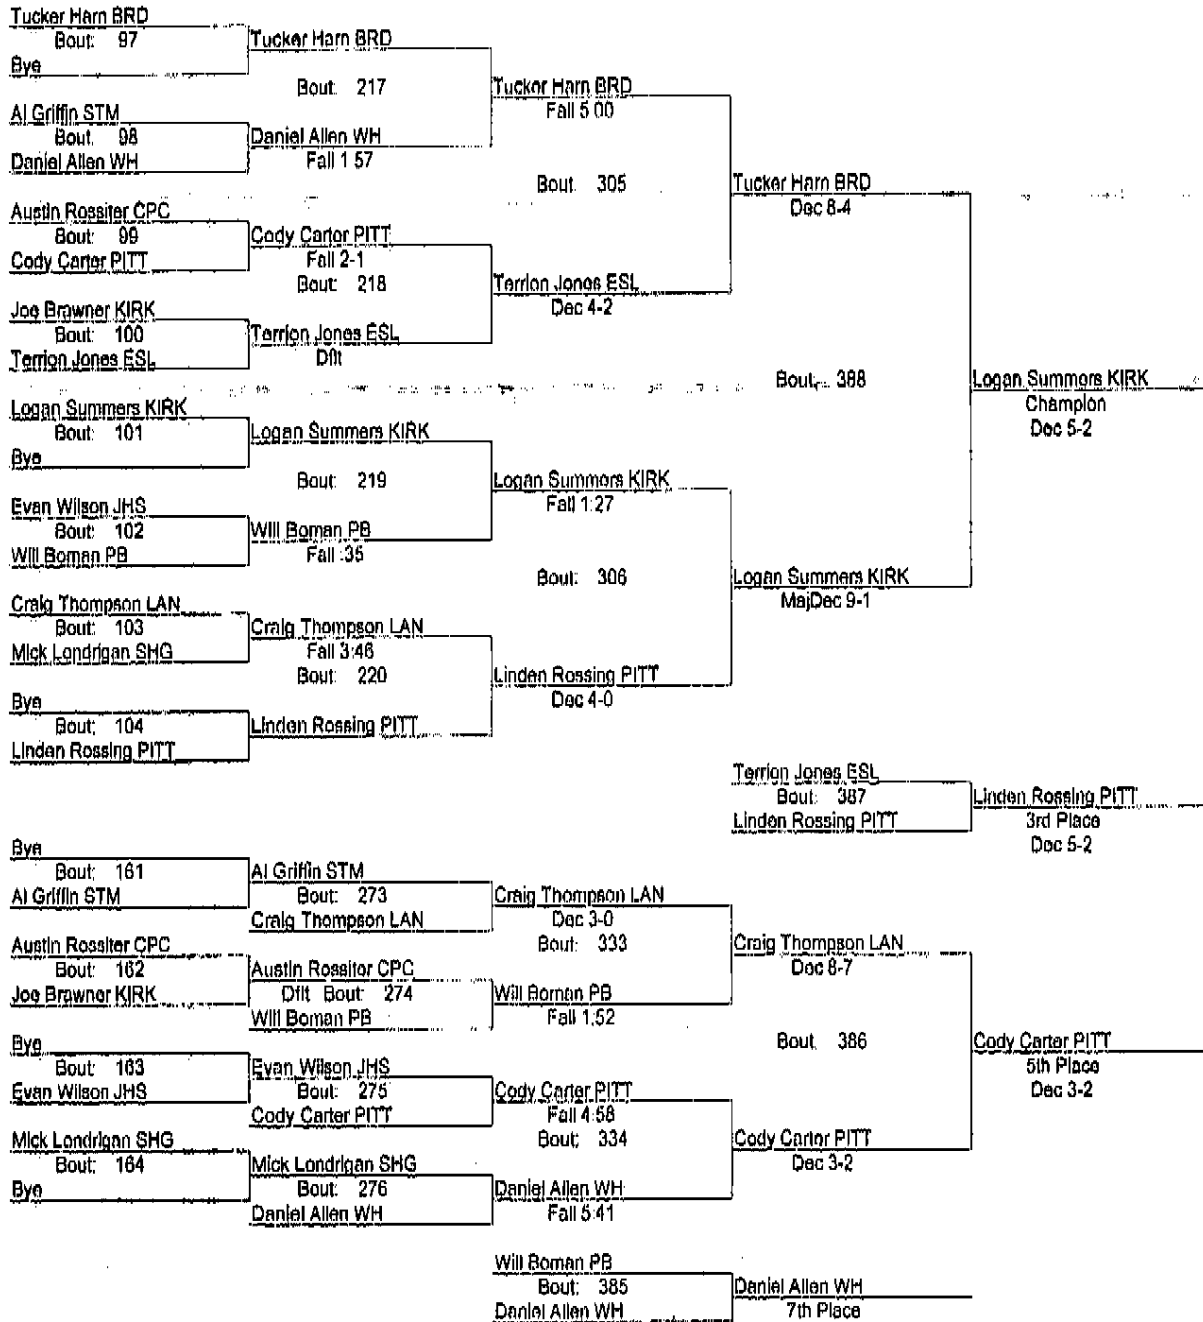 Tucker Harn BRD
Bout: 97
Bye
Tucker Harn BRD
Bout: 217
Al Griffin STM
Bout. 98
Daniel Allen WH
Daniel Allen WH
Fall 1 57
Tucker Harn BRD
Fall 5 00
Bout. 305
Austin Rossiter CPC
Bout: 99
Cody Carter PITT
Cody Carter PITT
Fall 2-1
Bout: 218
Joe Brawner KIRK
Bout: 100
Terrion Jones ESL
Terrion Jones ESL
Dflt
Terrion Jones ESL
Dec 4-2
Tucker Harn BRD
Dec 8-4
Bout: 388
Logan Summers KIRK
Champion
Dec 5-2
Logan Summers KIRK
Bout: 101
Bye
Logan Summers KIRK
Bout: 219
Evan Wilson JHS
Bout: 102
Will Boman PB
Will Boman PB
Fall :35
Logan Summers KIRK
Fall 1:27
Bout: 306
Craig Thompson LAN
Bout: 103
Mick Londrigan SHG
Craig Thompson LAN
Fall 3:46
Bout: 220
Bye
Bout: 104
Linden Rossing PITT
Linden Rossing PITT
Linden Rossing PITT
Dec 4-0
Logan Summers KIRK
MajDec 9-1
Terrion Jones ESL
Bout: 387
Linden Rossing PITT
Linden Rossing PITT
3rd Place
Dec 5-2
Bye
Bout: 161
Al Griffin STM
Al Griffin STM
Bout: 273
Craig Thompson LAN
Craig Thompson LAN
Dec 3-0
Bout: 333
Austin Rossiter CPC
Bout: 162
Joe Brawner KIRK
Austin Rossiter CPC
Dflt Bout: 274
Will Boman PB
Will Boman PB
Fall 1:52
Craig Thompson LAN
Dec 8-7
Bout. 386
Cody Carter PITT
5th Place
Dec 3-2
Bye
Bout: 163
Evan Wilson JHS
Evan Wilson JHS
Bout: 275
Cody Carter PITT
Cody Carter PITT
Fall 4:58
Bout: 334
Cody Carter PITT
Dec 3-2
Mick Londrigan SHG
Bout: 164
Bye
Mick Londrigan SHG
Bout: 276
Daniel Allen WH
Daniel Allen WH
Fall 5:41
Will Boman PB
Bout: 385
Daniel Allen WH
Daniel Allen WH
7th Place